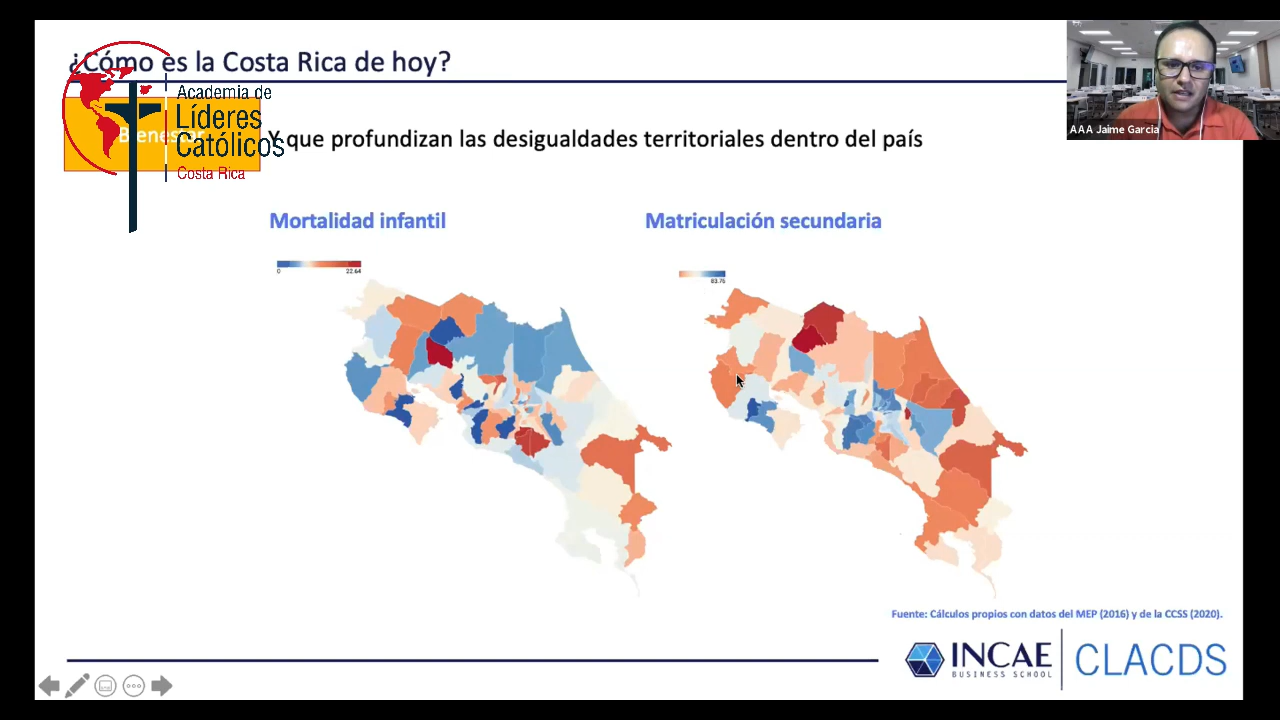 ¿Cómo es la Costa Rica de hoy?
AAA Jaime Garcia
Academia de
Líderes
Católicos
Costa Rica
Bienestar
Y que profundizan las desigualdades territoriales dentro del país
Mortalidad infantil
Matriculación secundaria
0 22.64
83.76
Fuente: Cálculos propios con datos del MEP (2016) y de la CCSS (2020).
INCAE
BUSINESS SCHOOL
CLACDS